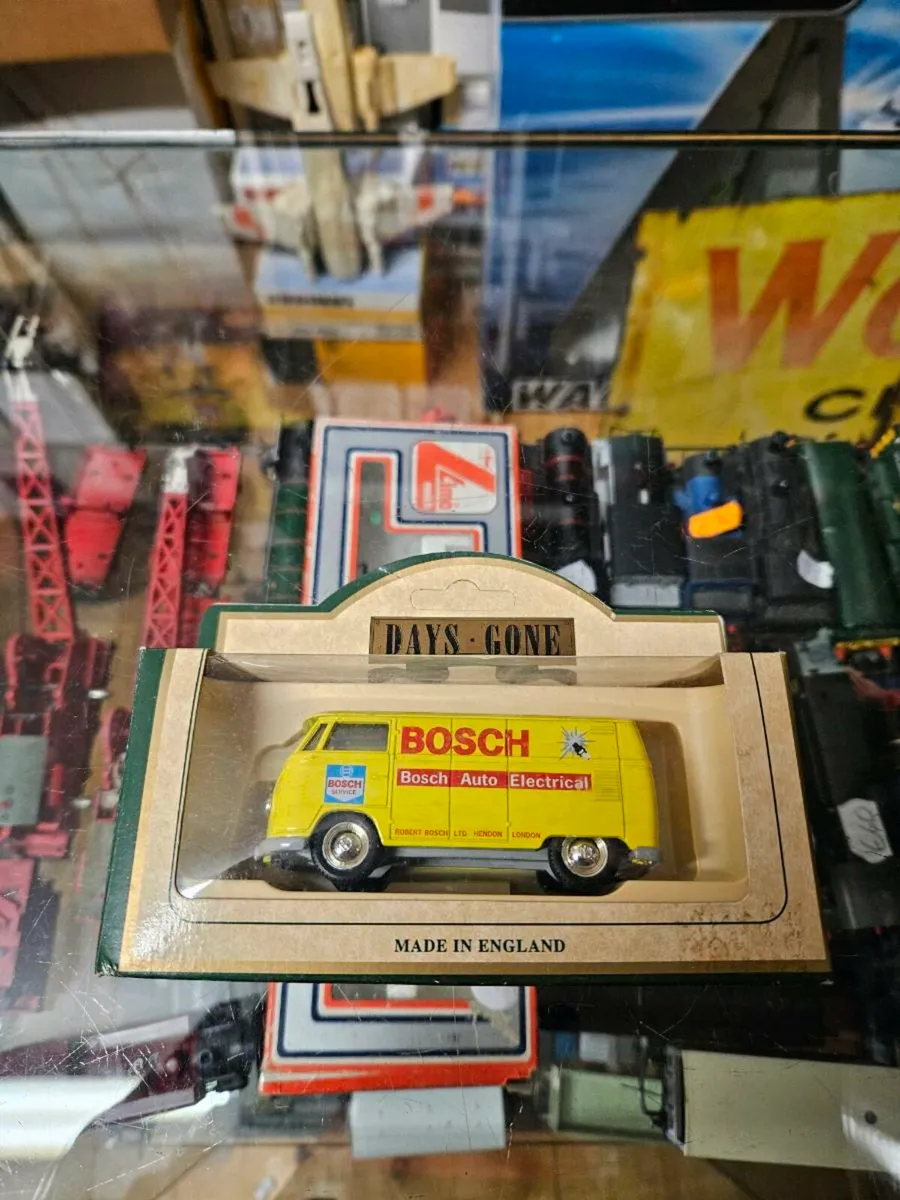 DAYS · GONE
BOSCH
Bosch Auto Electrical
BOSCH
SERVICE
ROBERT BOSCH LTD HENDON LONDON
MADE IN ENGLAND